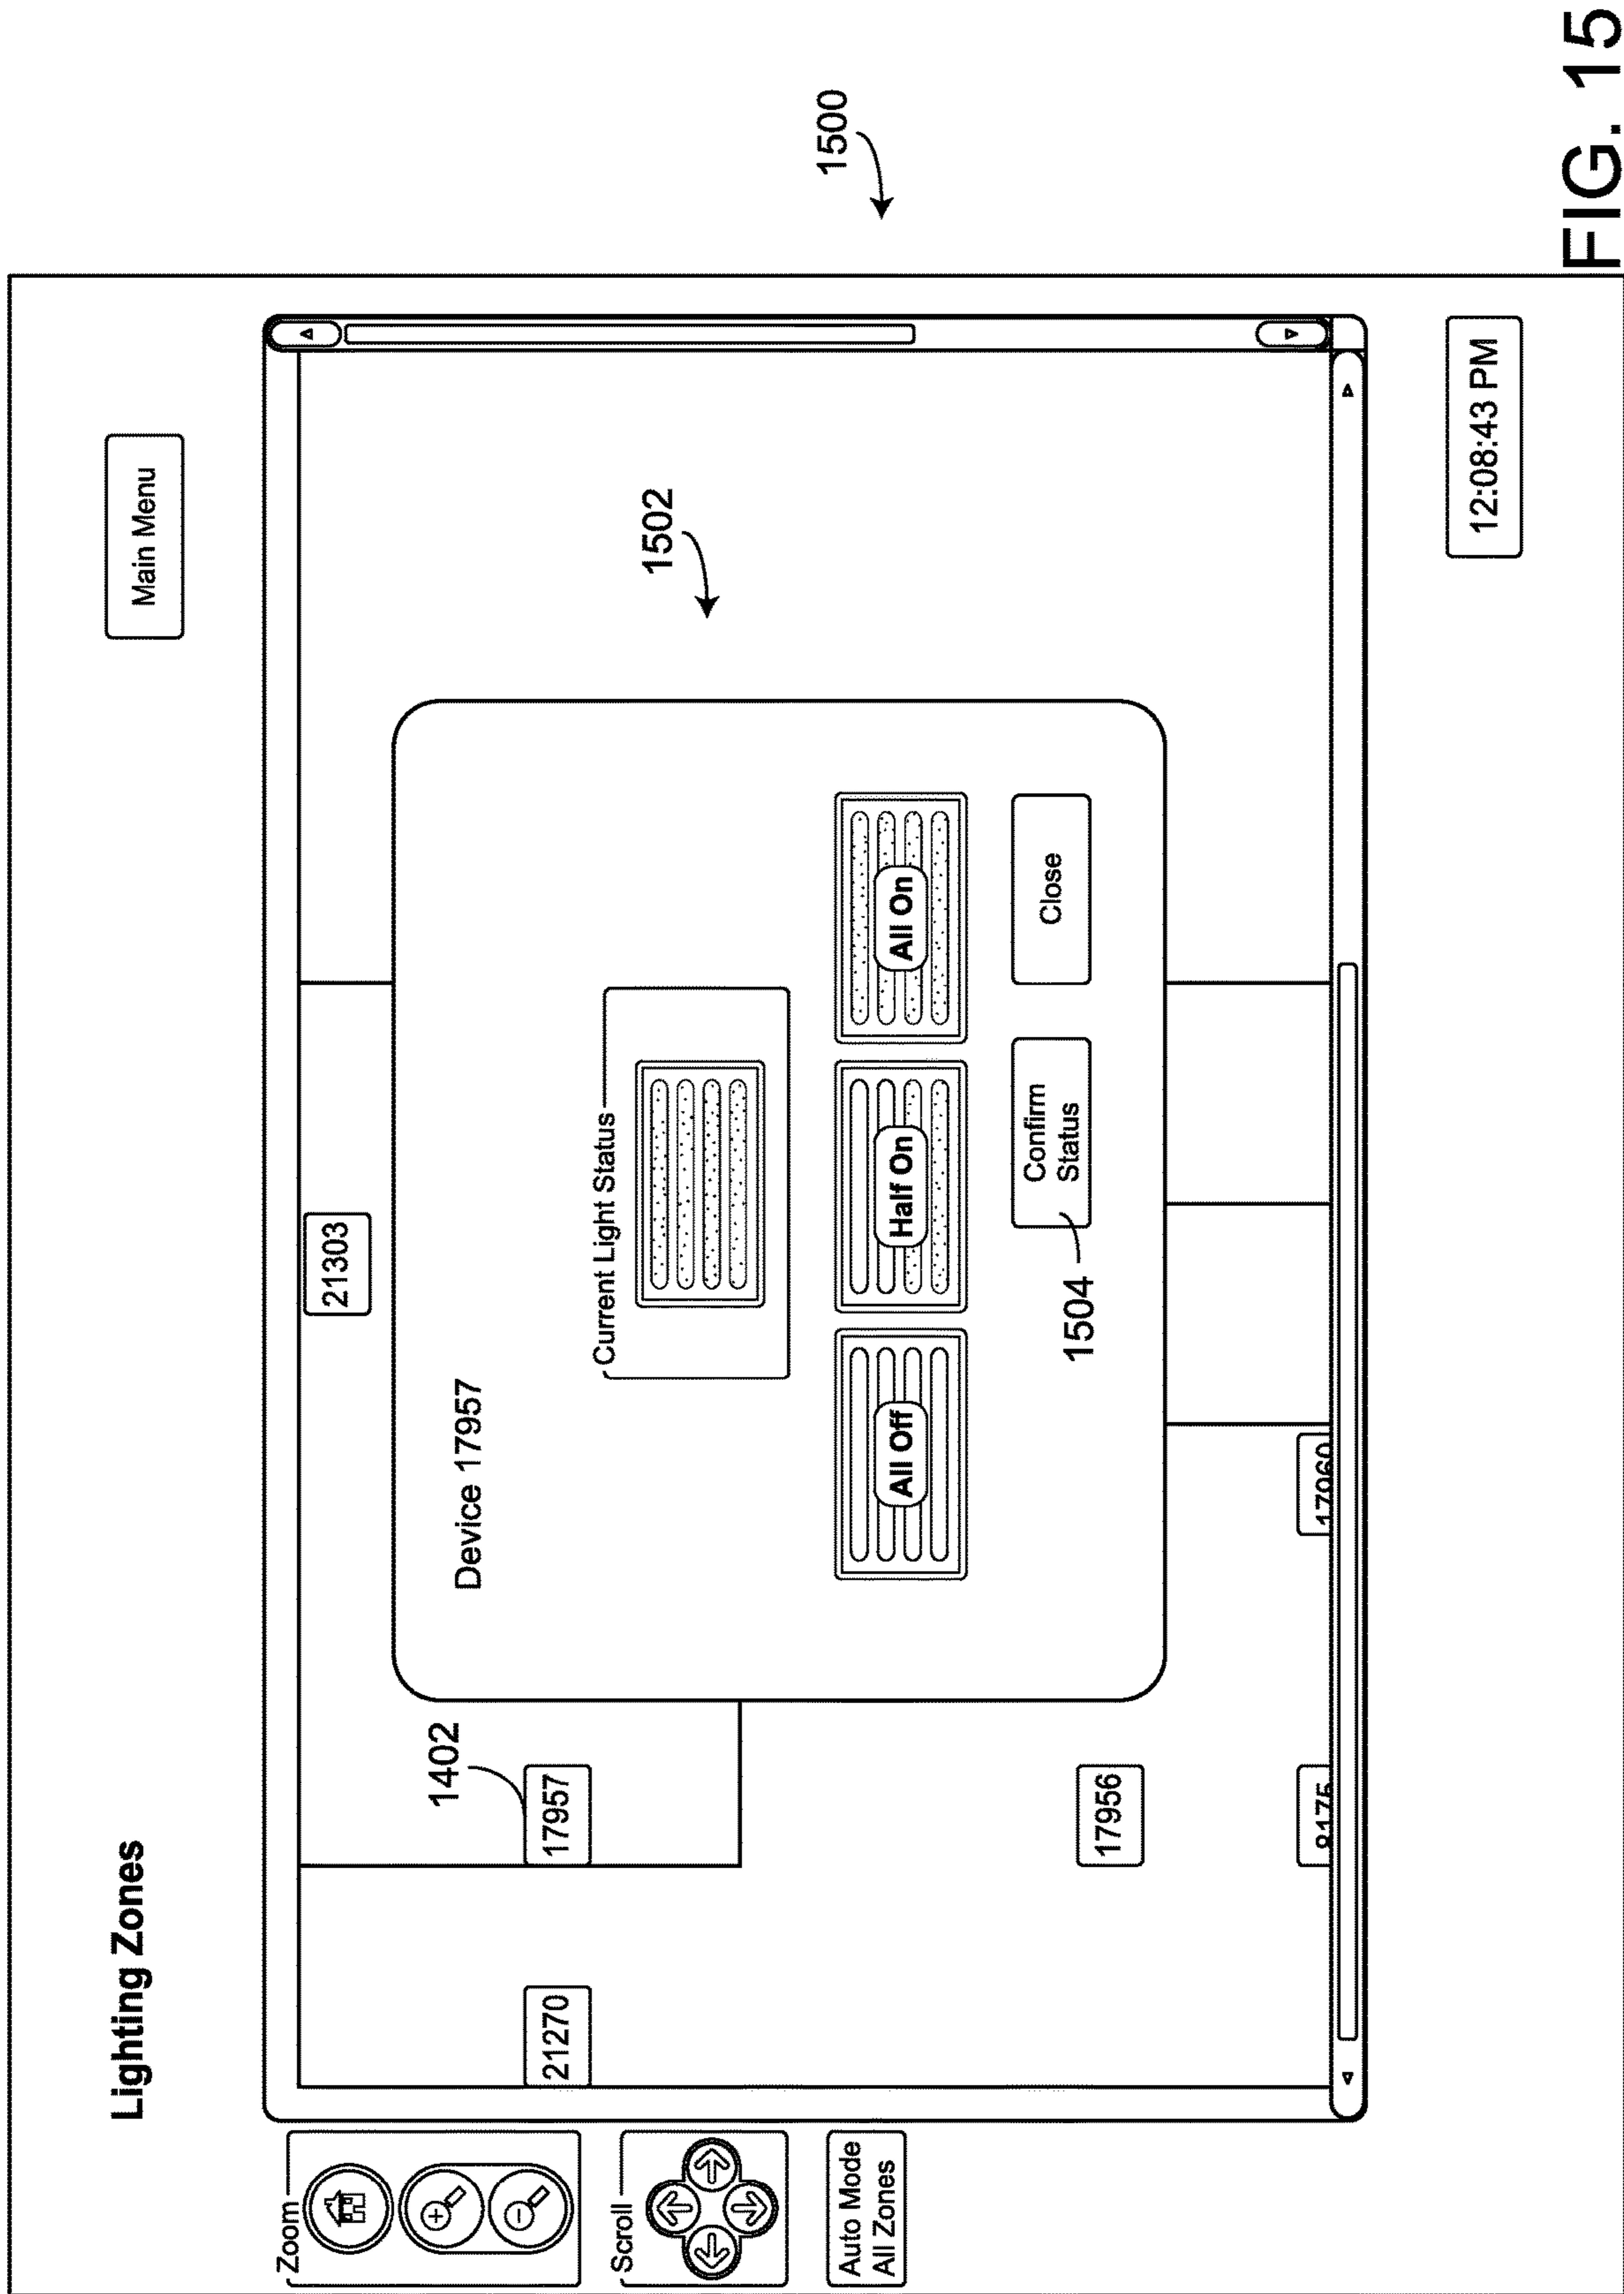 Lighting Zones
Main Menu
Zoom
Scroll
Auto Mode
All Zones
21303
21270
1402
17957
17956
Device 17957
1502
Current Light Status
All Off
Half On
All On
1504
Confirm
Status
Close
12:08:43 PM
1500
FIG. 15